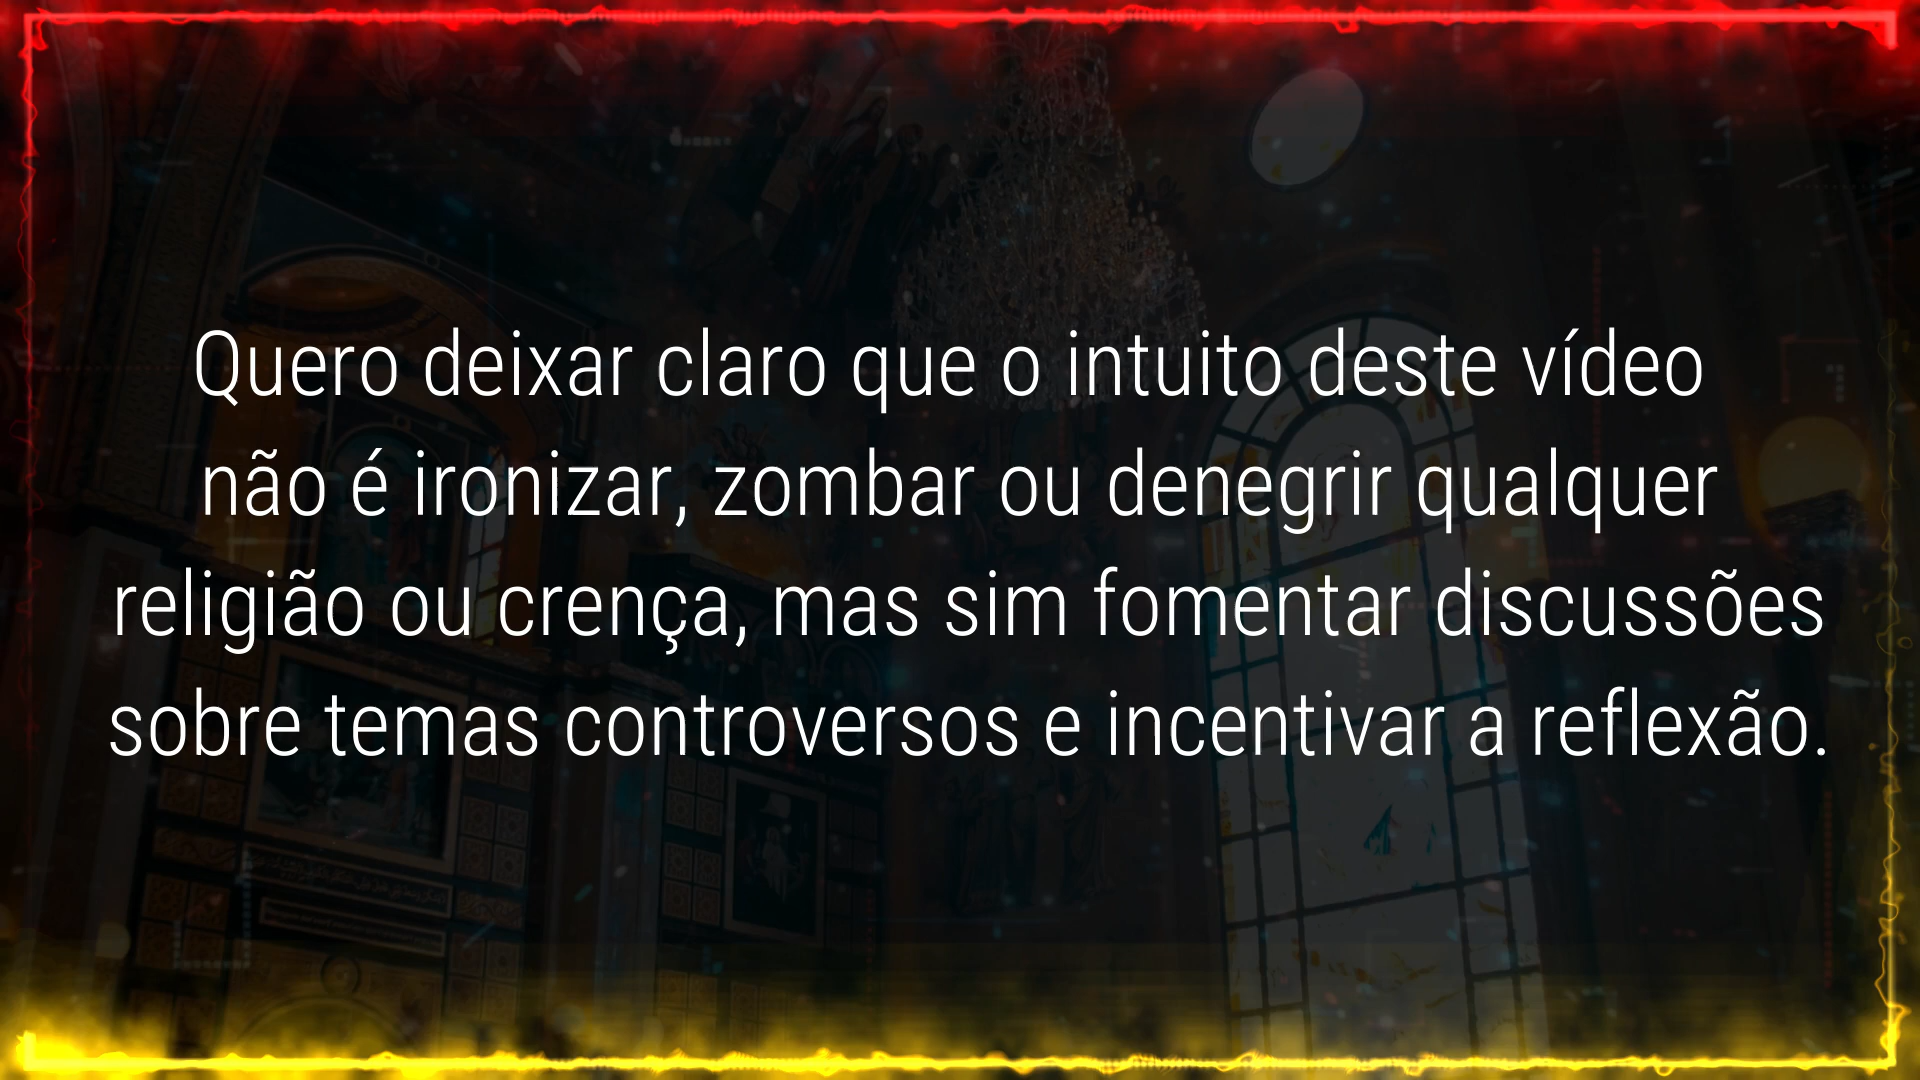 Quero deixar claro que o intuito deste vídeo
não é ironizar, zombar ou denegrir qualquer
religião ou crença, mas sim fomentar discussões
sobre temas controversos e incentivar a reflexão.